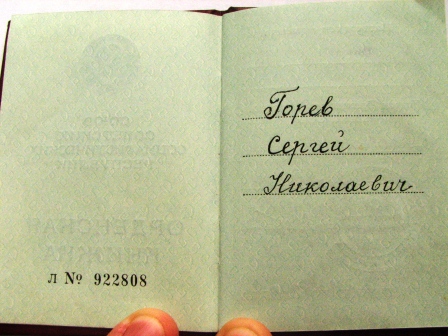 л № 922808
Горев
Сергей
Николаевич